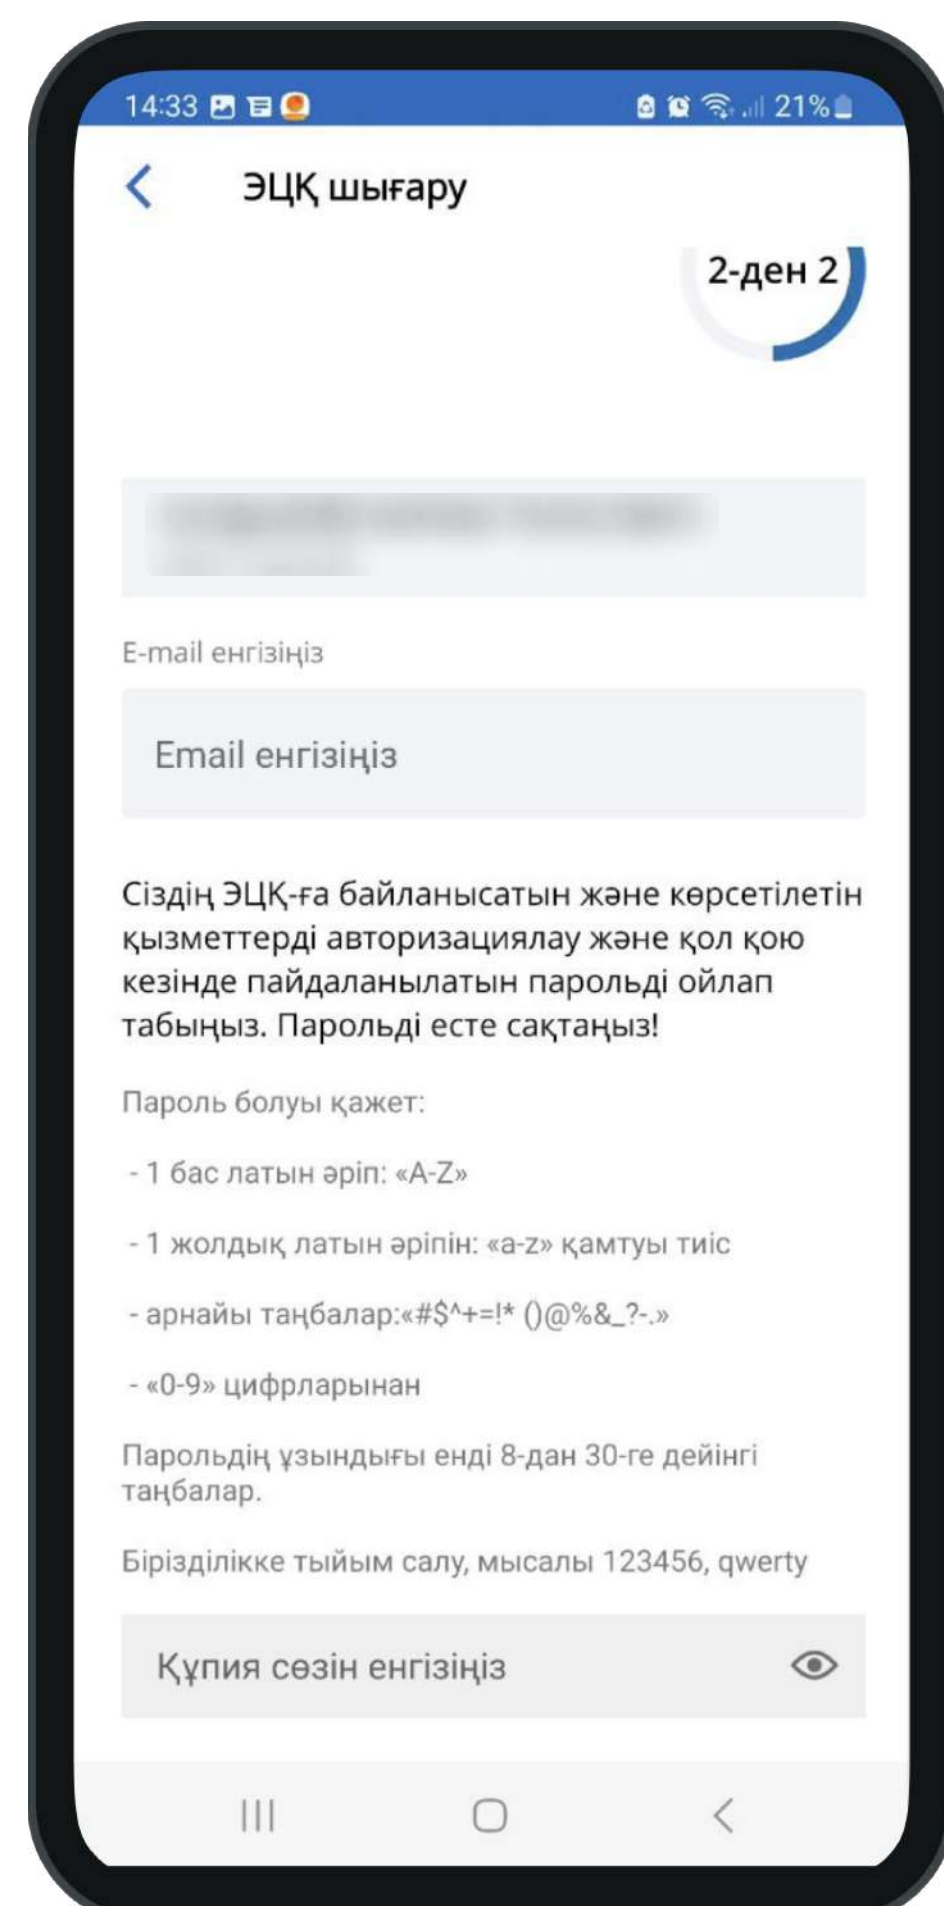 14:33
21%
ЭЦҚ шығару
2-ден 2
E-mail енгізіңіз
Email енгізіңіз
Сіздің ЭЦҚ-ға байланысатын және көрсетілетін
қызметтерді авторизациялау және қол қою
кезінде пайдаланылатын парольді ойлап
табыңыз. Парольді есте сақтаңыз!
Пароль болуы қажет:
- 1 бас латын әріп: «A-Z»
- 1 жолдық латын әріпін: «a-z» қамтуы тиіс
- арнайы таңбалар:«#$^+=!* ()@%&_?-.»
- «0-9» цифрларынан
Парольдің ұзындығы енді 8-дан 30-ге дейінгі
таңбалар.
Бірізділікке тыйым салу, мысалы 123456, qwerty
Құпия сөзін енгізіңіз